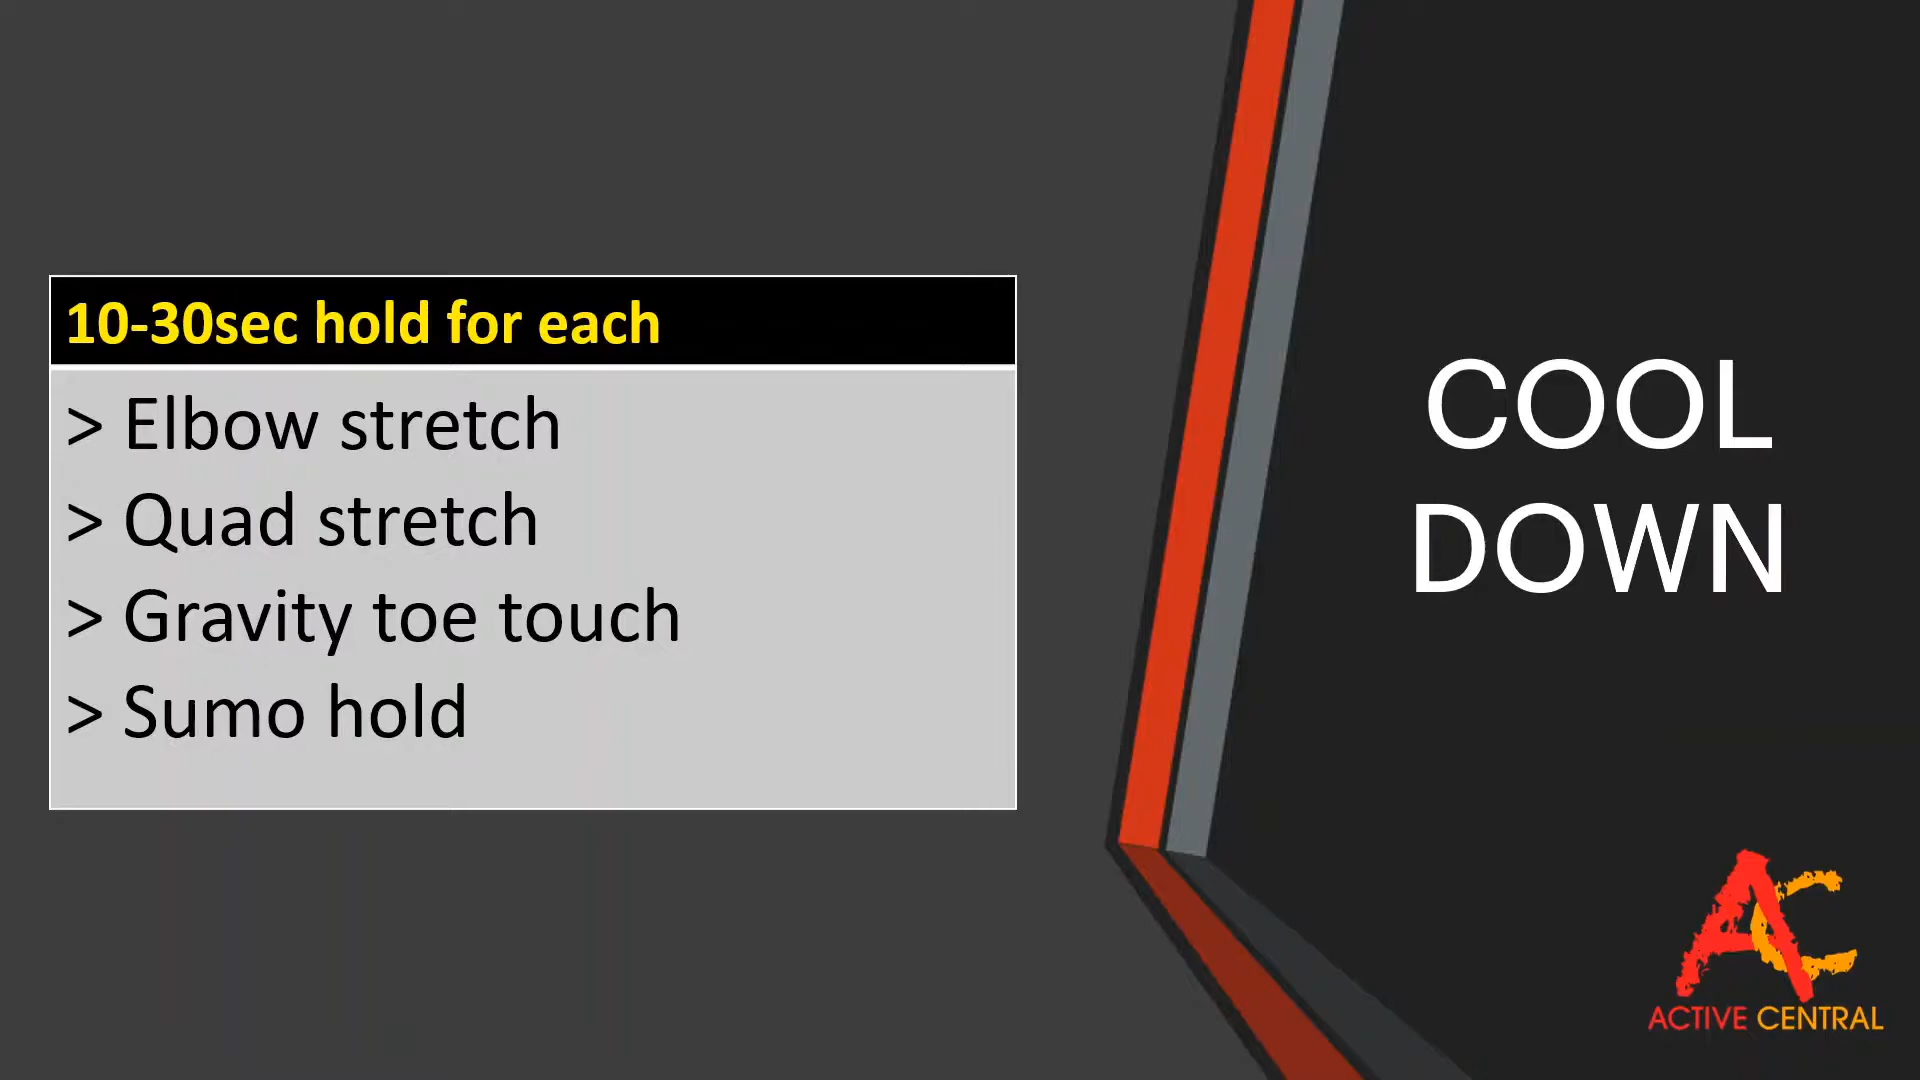 10-30sec hold for each
> Elbow stretch
> Quad stretch
> Gravity toe touch
> Sumo hold
COOL
DOWN
AC
ACTIVE CENTRAL